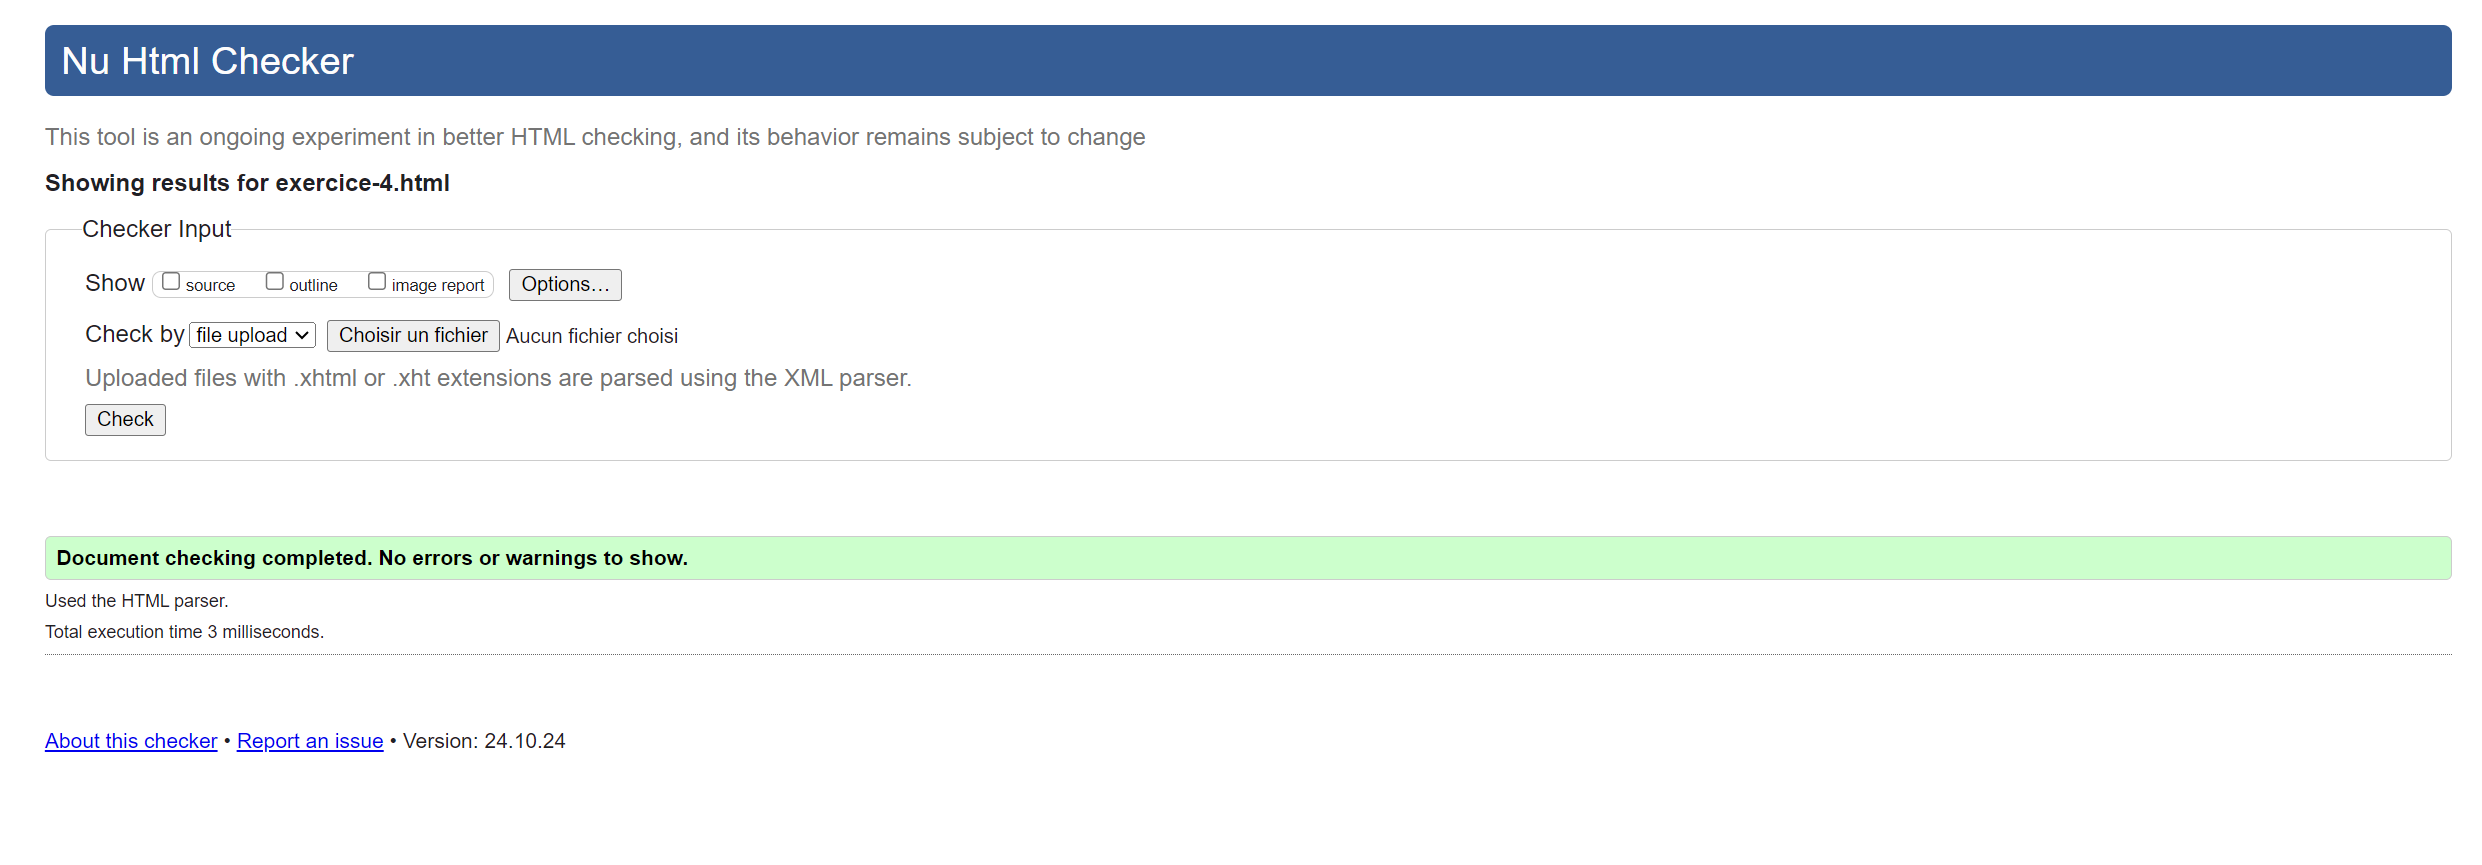 Nu Html Checker
This tool is an ongoing experiment in better HTML checking, and its behavior remains subject to change
Showing results for exercice-4.html
Checker Input
Show source outline image report Options...
Check by file upload Choisir un fichier Aucun fichier choisi
Uploaded files with .xhtml or .xht extensions are parsed using the XML parser.
Check
Document checking completed. No errors or warnings to show.
Used the HTML parser.
Total execution time 3 milliseconds.
About this checker • Report an issue • Version: 24.10.24